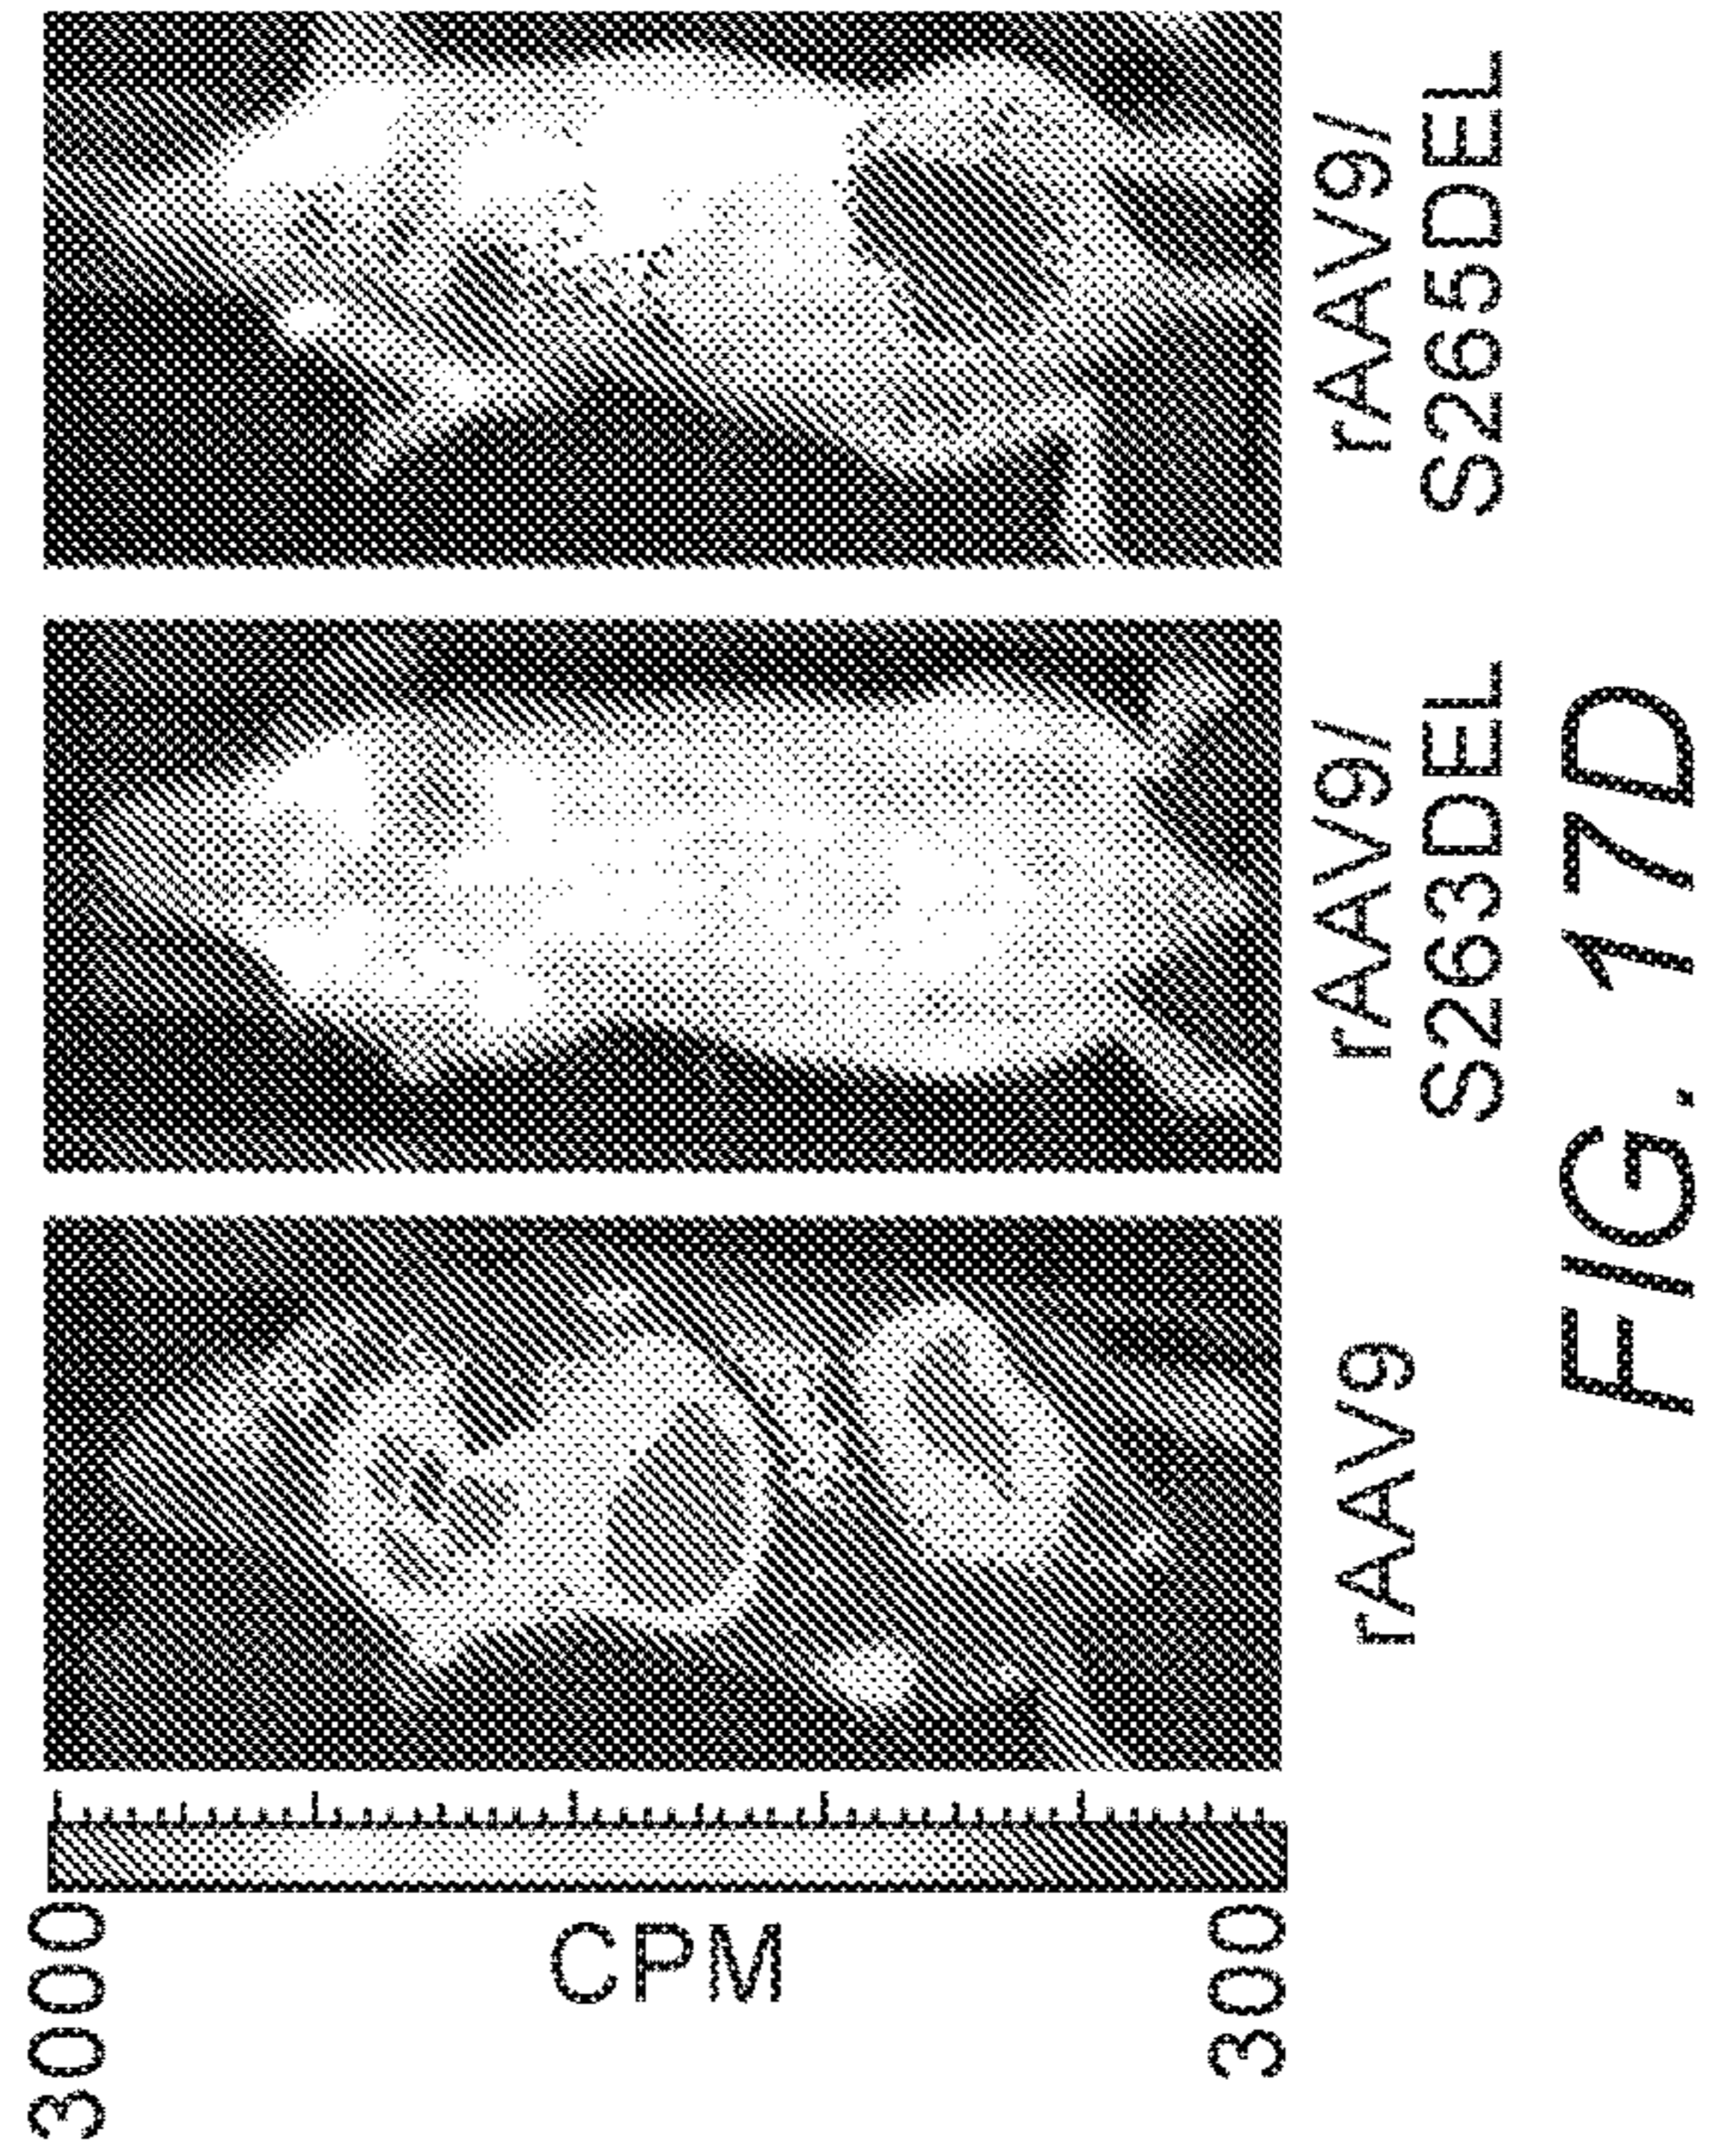 3000
CPM
300
rAAV9
rAAV9/
S263DEL
rAAV9/
S265DEL
FIG. 17D